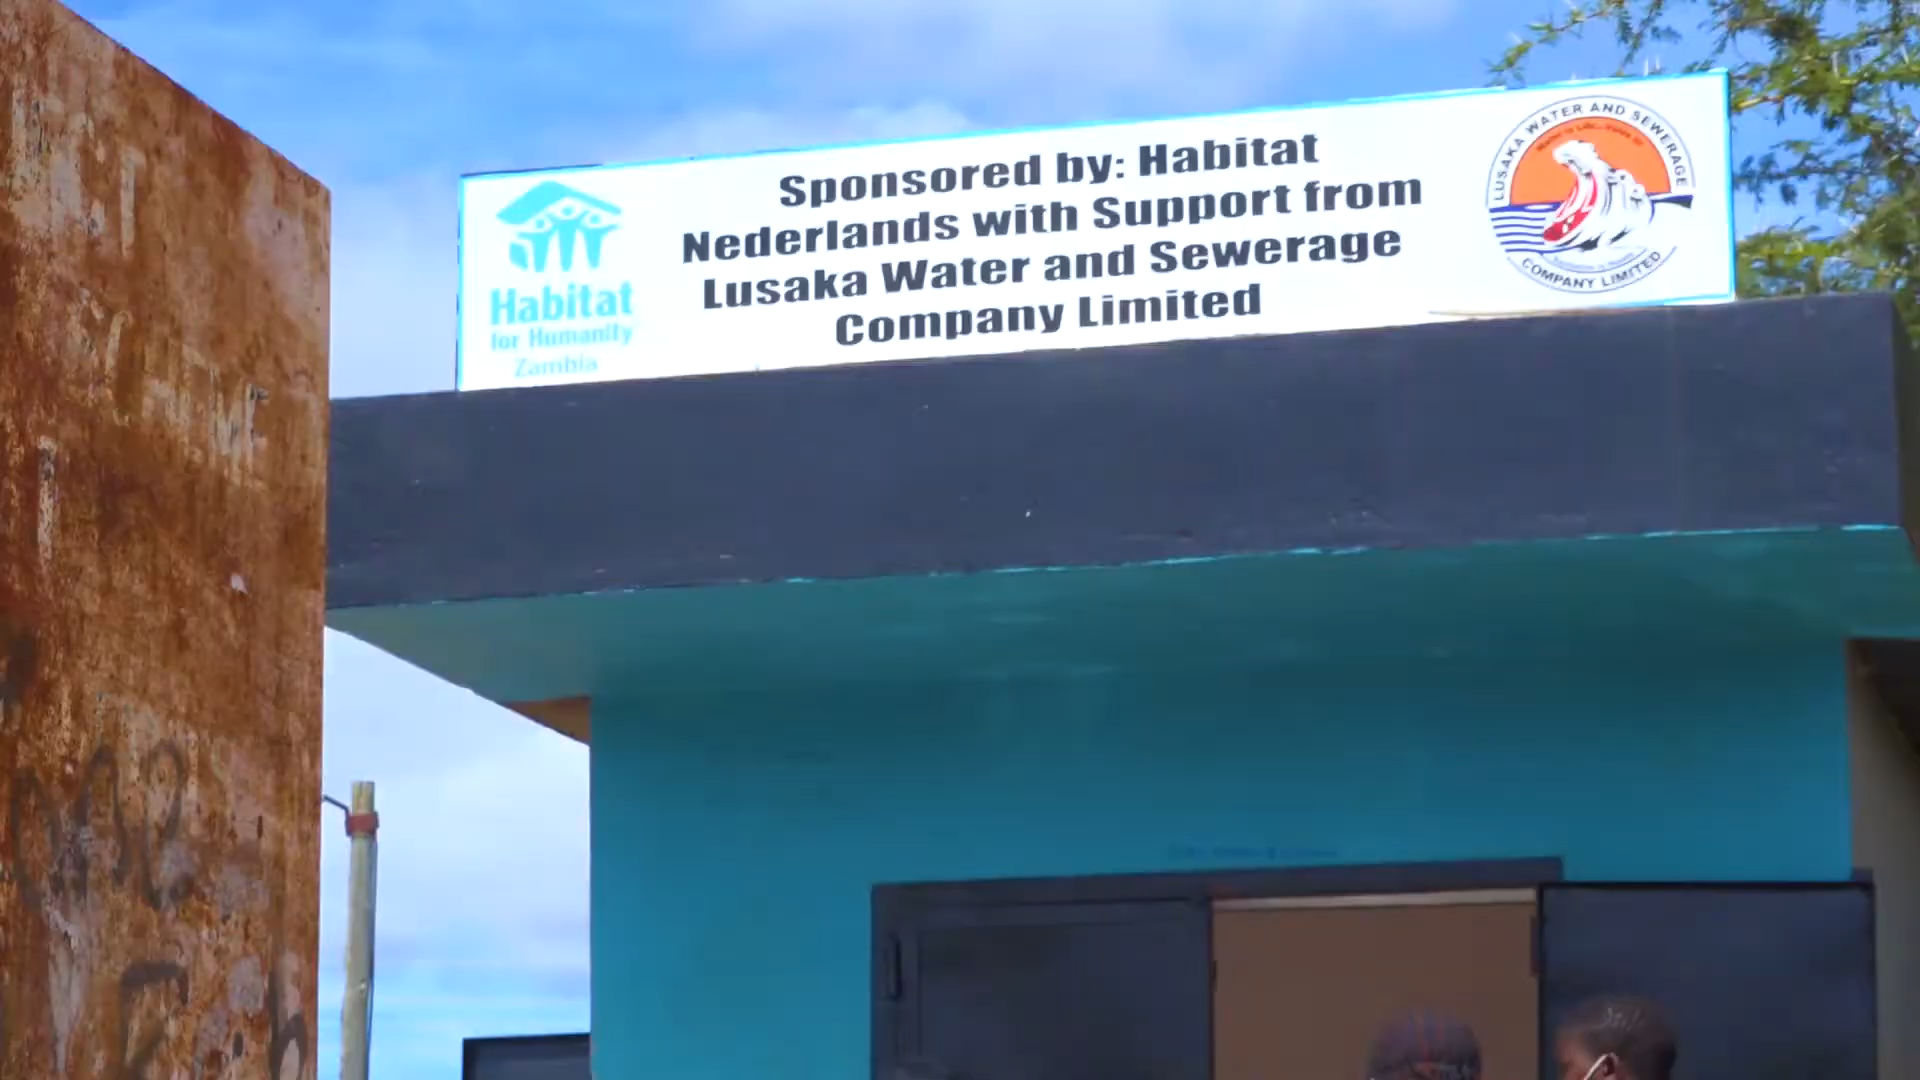 Habitat
for Humanity
Zambia
Sponsored by: Habitat
Nederlands with Support from
Lusaka Water and Sewerage
Company Limited
LUSAKA WATER AND SEWERAGE
COMPANY LIMITED